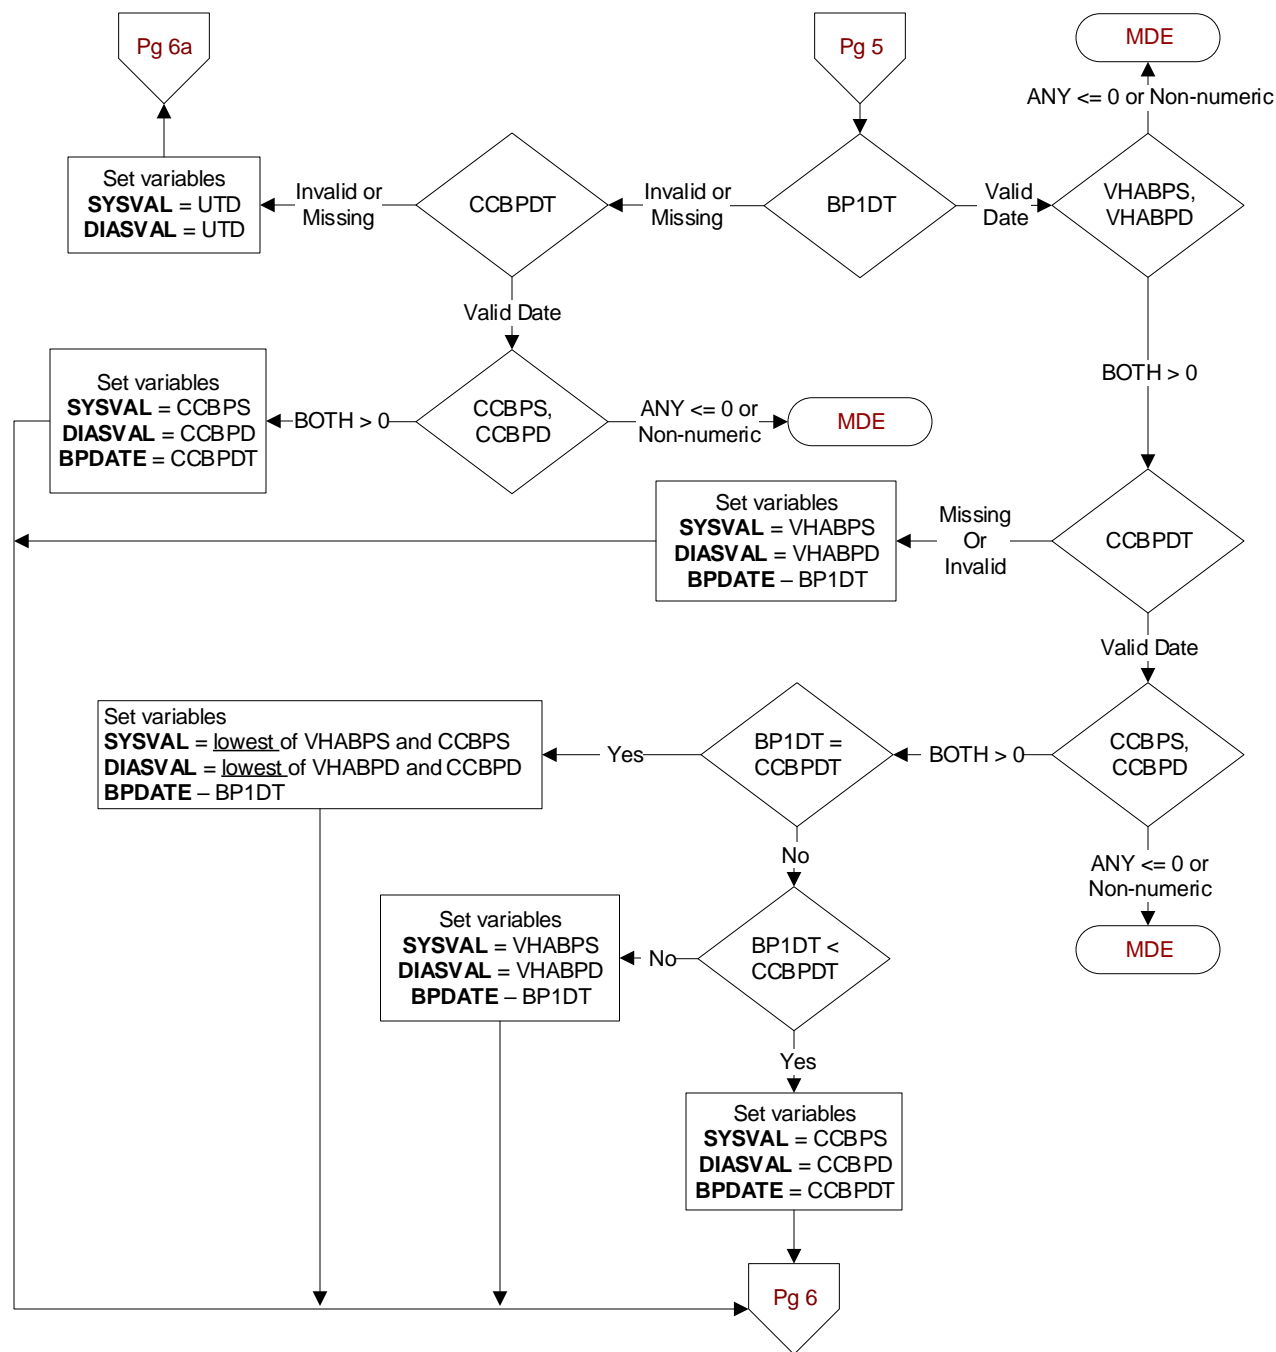 Pg 6a
Pg 5
MDE
ANY <= 0 or Non-numeric
Set variables
SYSVAL = UTD
DIASVAL = UTD
Invalid or
Missing
CCBPDT
Invalid or
Missing
BP1DT
Valid
Date
VHABPS,
VHABPD
Valid Date
BOTH > 0
Set variables
SYSVAL = CCBPS
DIASVAL = CCBPD
BPDATE = CCBPDT
BOTH > 0
CCBPS,
CCBPD
ANY <= 0 or
Non-numeric
MDE
Set variables
SYSVAL = VHABPS
DIASVAL = VHABPD
BPDATE – BP1DT
Missing
Or
Invalid
CCBPDT
Valid Date
Set variables
SYSVAL = lowest of VHABPS and CCBPS
DIASVAL = lowest of VHABPD and CCBPD
BPDATE – BP1DT
Yes
BP1DT =
CCBPDT
BOTH > 0
CCBPS,
CCBPD
No
ANY <= 0 or
Non-numeric
MDE
Set variables
SYSVAL = VHABPS
DIASVAL = VHABPD
BPDATE – BP1DT
No
BP1DT <
CCBPDT
Yes
Set variables
SYSVAL = CCBPS
DIASVAL = CCBPD
BPDATE = CCBPDT
Pg 6